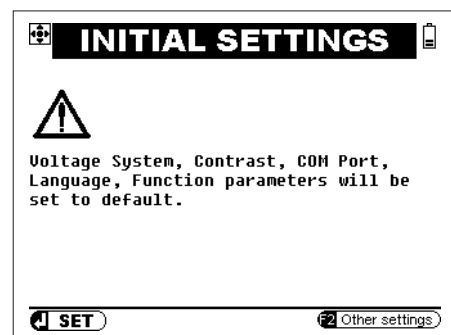 INITIAL SETTINGS
Voltage System, Contrast, COM Port,
Language, Function parameters will be
set to default.
SET
F2 Other settings